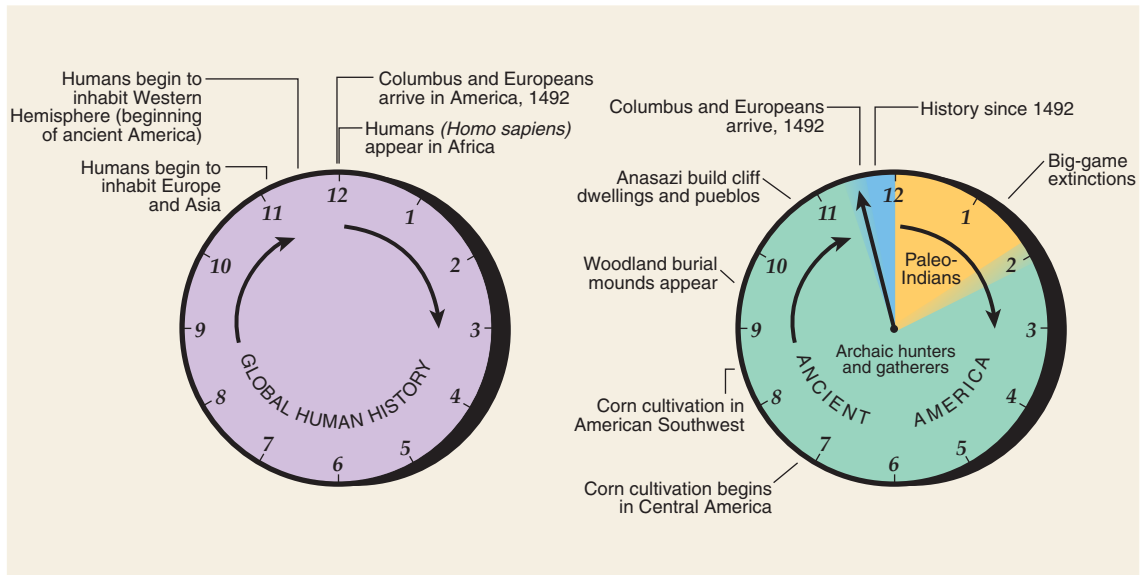 Humans begin to
inhabit Western
Hemisphere (beginning
of ancient America)
Humans begin to
inhabit Europe
and Asia
Columbus and Europeans
arrive in America, 1492
Humans (Homo sapiens)
appear in Africa
12
1
2
3
4
5
6
7
8
9
10
11
GLOBAL HUMAN HISTORY
Columbus and Europeans
arrive, 1492
History since 1492
Big-game
extinctions
Anasazi build cliff
dwellings and pueblos
Woodland burial
mounds appear
Corn cultivation in
American Southwest
Corn cultivation begins
in Central America
12
1
2
3
4
5
6
7
8
9
10
11
Paleo-
Indians
Archaic hunters
and gatherers
ANCIENT AMERICA